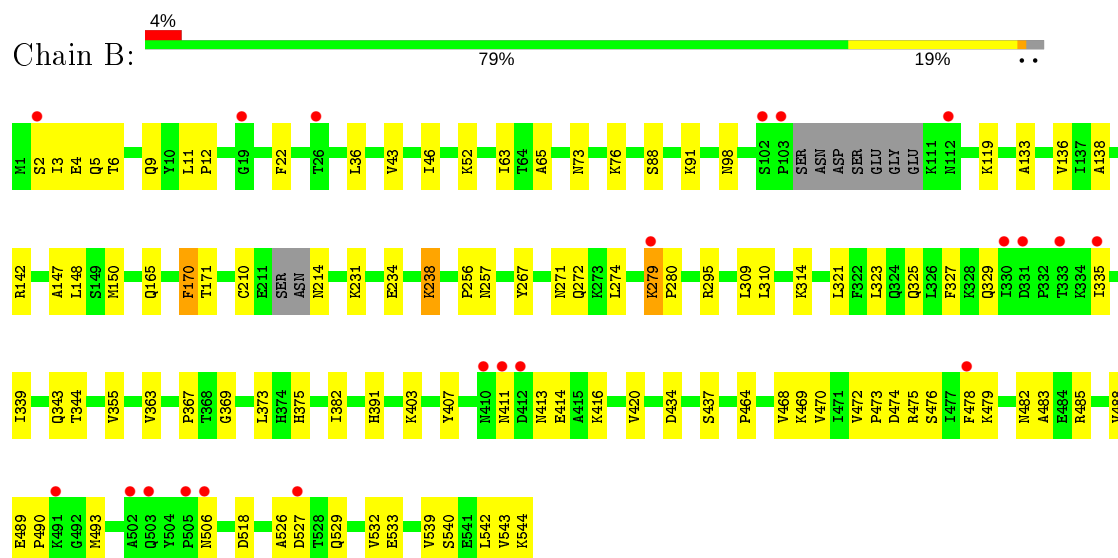 4%
Chain B:
79% 19% • •
M1 S2 I3 E4 Q5 T6 Q9 Y10 L11 P12 G19 F22 T26 L36 V43 I46 K52 I63 T64 A65 N73 K76 S88 K91 N98 S102 P103 SER ASN ASP SER GLU GLY GLU K111 N112 K119 A133 V136 I137 A138
R142 A147 L148 S149 M150 Q165 F170 T171 C210 E211 SER ASN N214 K231 E234 K238 P256 N257 Y267 N271 Q272 K273 L274 K279 P280 R295 L309 L310 K314 L321 F322 L323 Q324 Q325 L326 F327 K328 Q329 I330 D331 P332 T333 K334 I335
I339 Q343 T344 V355 V363 P367 T368 G369 L373 H374 H375 I382 H391 K403 Y407 N410 N411 D412 N413 E414 A415 K416 V420 D434 S437 P464 V468 K469 V470 I471 V472 P473 D474 R475 S476 I477 F478 K479 N482 A483 E484 R485
E489 P490 K491 G492 M493 A502 Q503 Y504 P505 N506 D518 A526 D527 T528 Q529 V532 E533 V539 S540 E541 L542 V543 K544